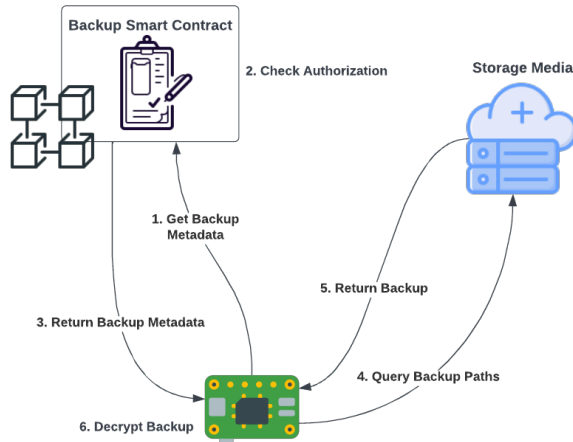 Backup Smart Contract
2. Check Authorization
Storage Media
1. Get Backup
Metadata
5. Return Backup
3. Return Backup Metadata
4. Query Backup Paths
6. Decrypt Backup